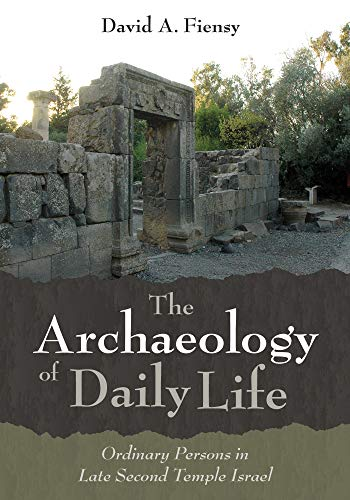 David A. Fiensy
The
Archaeology
of Daily Life
Ordinary Persons in
Late Second Temple Israel